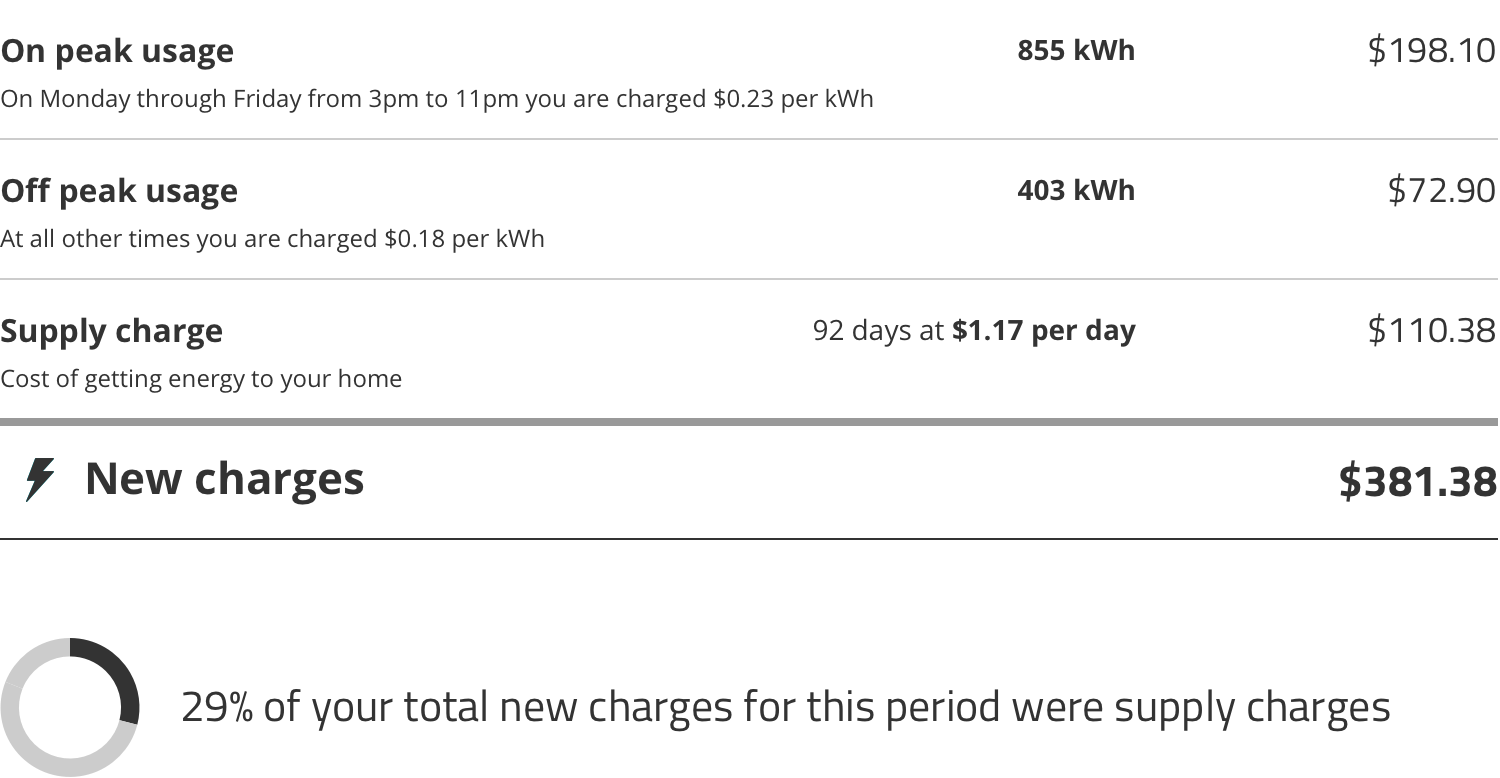 On peak usage 855 kWh $198.10
On Monday through Friday from 3pm to 11pm you are charged $0.23 per kWh
Off peak usage 403 kWh $72.90
At all other times you are charged $0.18 per kWh
Supply charge 92 days at $1.17 per day $110.38
Cost of getting energy to your home
New charges $381.38
29% of your total new charges for this period were supply charges